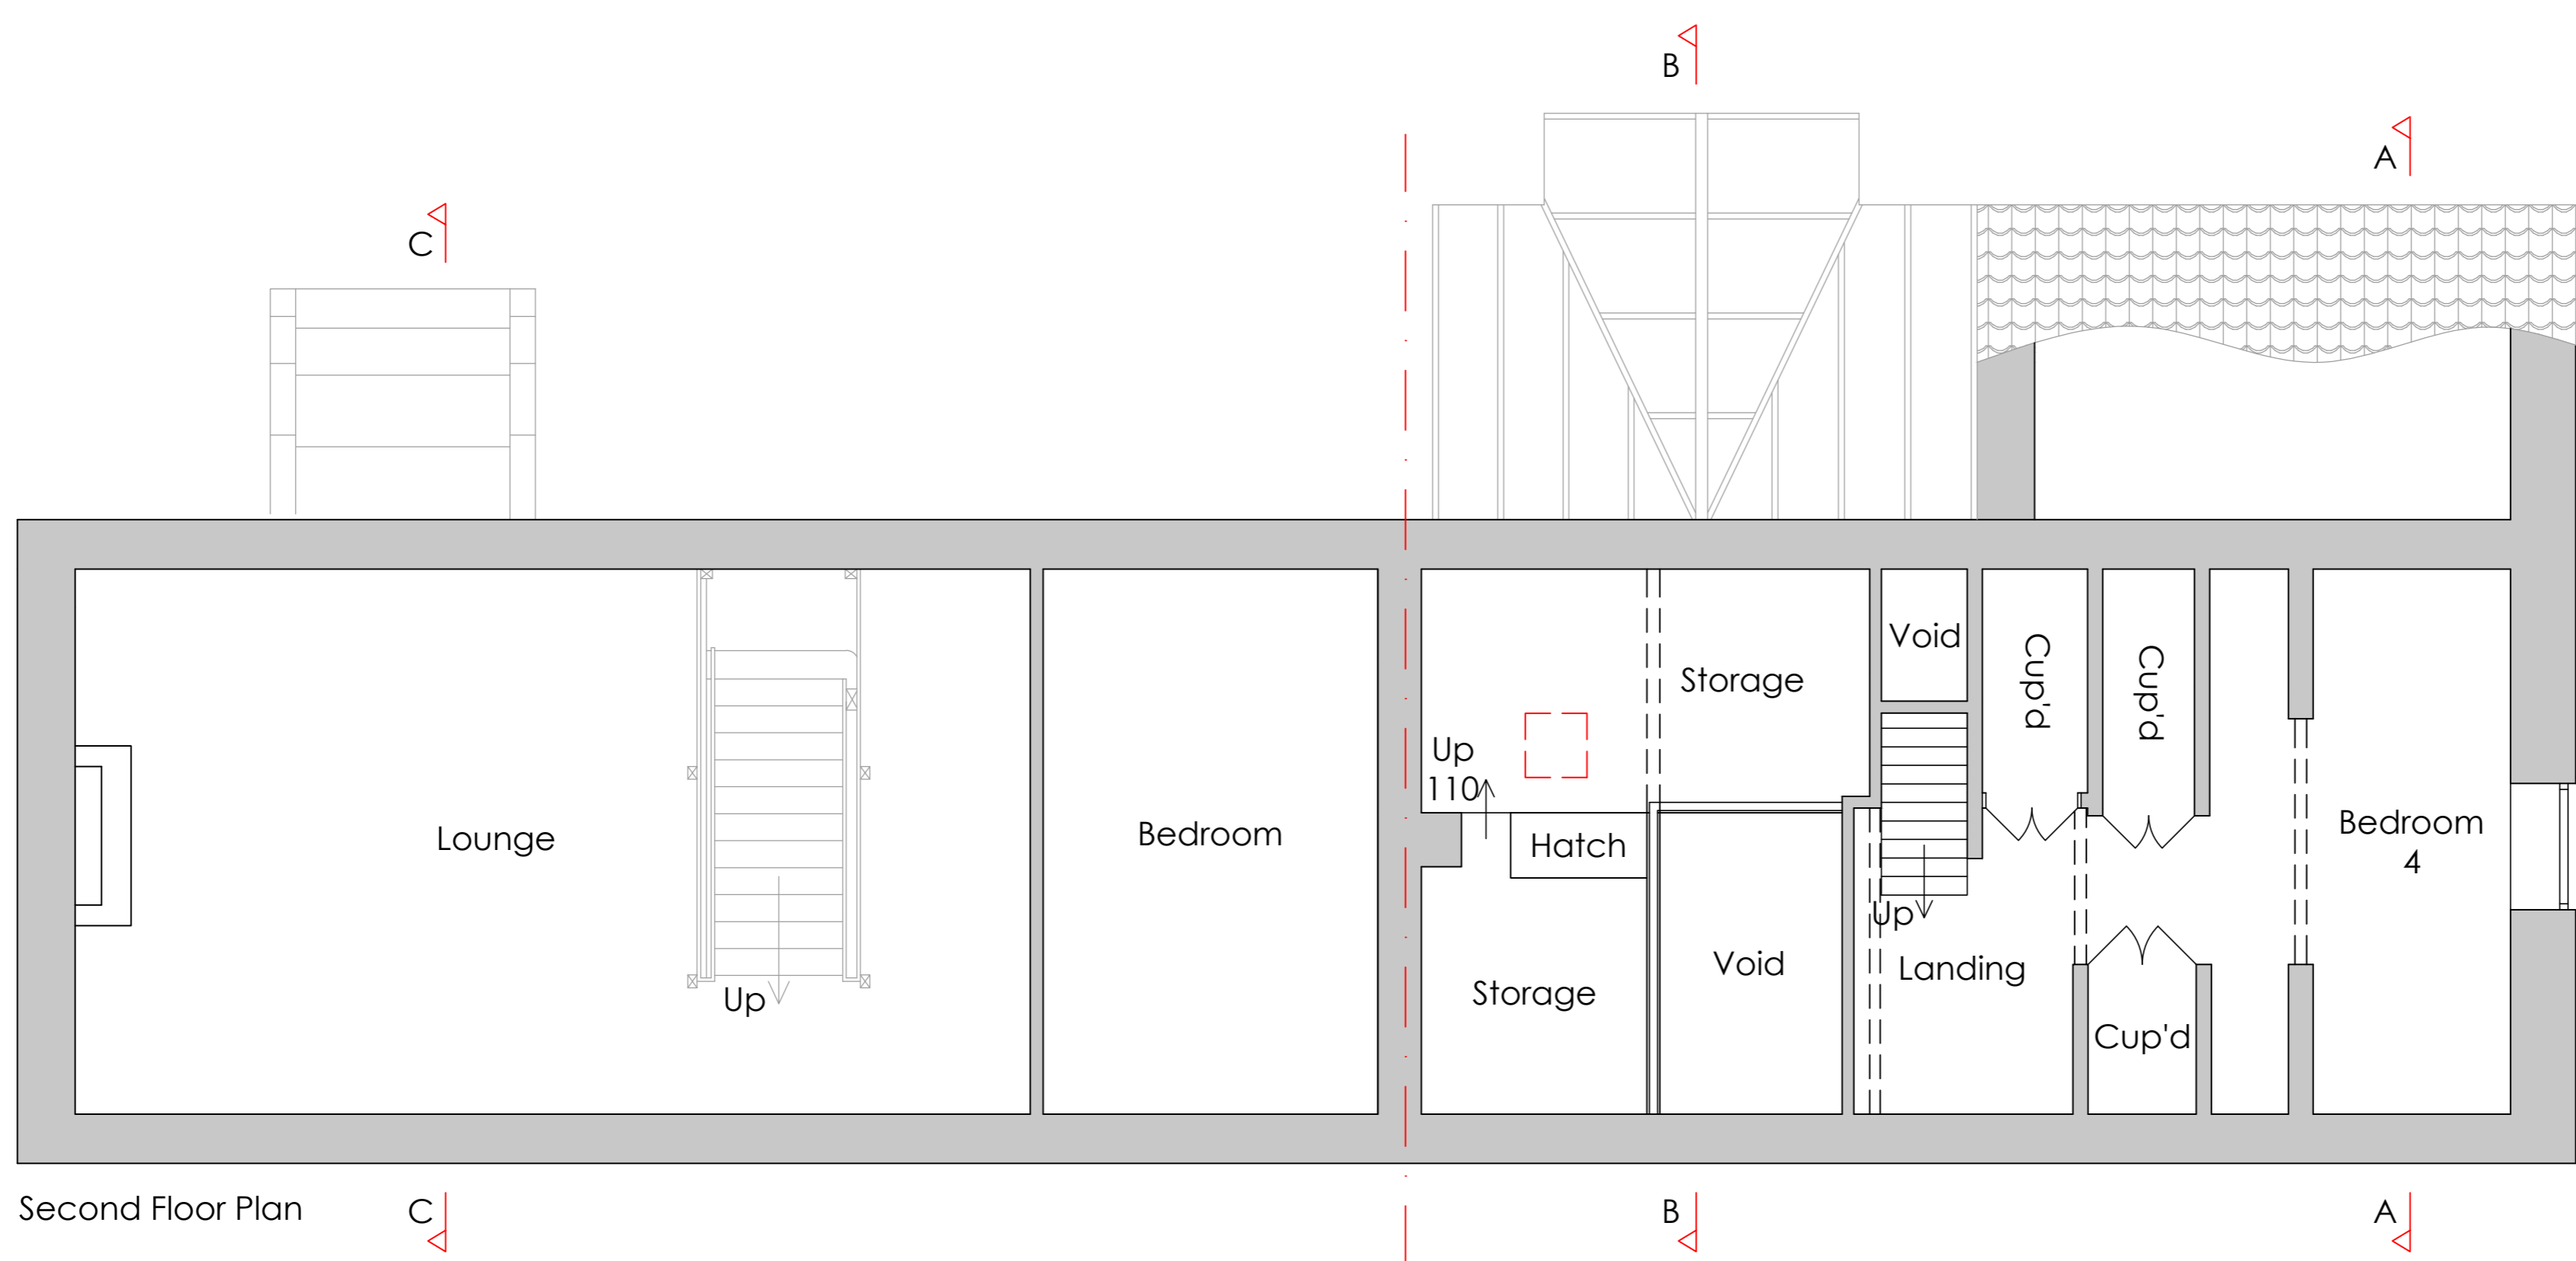 B
A
C
Void
Cup'd
Cup'd
Storage
Up
110
Lounge
Bedroom
Hatch
Bedroom
4
Up
Void
Landing
Storage
Up
Cup'd
Second Floor Plan
C
B
A